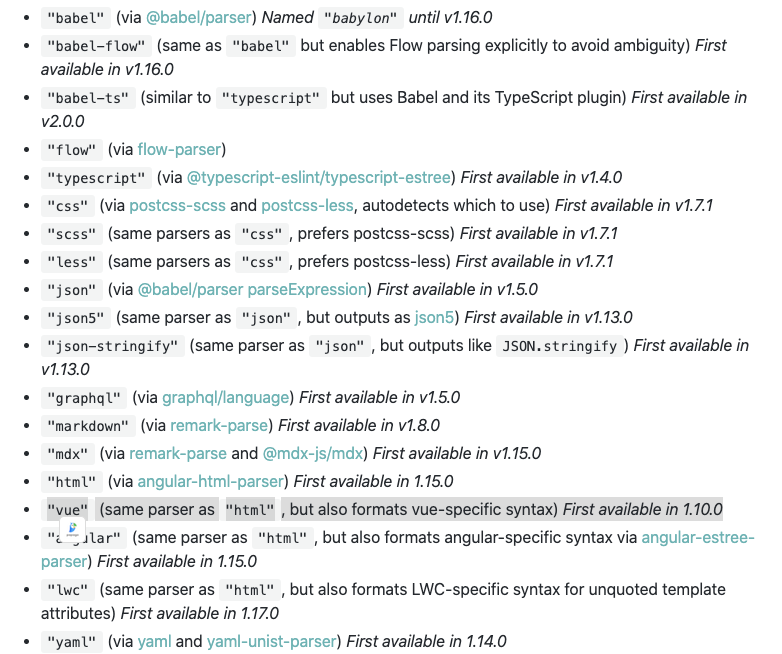 "babel" (via @babel/parser) Named "babylon" until v1.16.0
"babel-flow" (same as "babel" but enables Flow parsing explicitly to avoid ambiguity) First
available in v1.16.0
"babel-ts" (similar to "typescript" but uses Babel and its TypeScript plugin) First available in
v2.0.0
"flow" (via flow-parser)
"typescript" (via @typescript-eslint/typescript-estree) First available in v1.4.0
"css" (via postcss-scss and postcss-less, autodetects which to use) First available in v1.7.1
"scss" (same parsers as "css", prefers postcss-scss) First available in v1.7.1
"less" (same parsers as "css", prefers postcss-less) First available in v1.7.1
"json" (via @babel/parser parseExpression) First available in v1.5.0
"json5" (same parser as "json", but outputs as json5) First available in v1.13.0
"json-stringify" (same parser as "json", but outputs like JSON.stringify) First available in
v1.13.0
"graphql" (via graphql/language) First available in v1.5.0
"markdown" (via remark-parse) First available in v1.8.0
"mdx" (via remark-parse and @mdx-js/mdx) First available in v1.15.0
"html" (via angular-html-parser) First available in 1.15.0
"vue" (same parser as "html", but also formats vue-specific syntax) First available in 1.10.0
"angular" (same parser as "html", but also formats angular-specific syntax via angular-estree-
parser) First available in 1.15.0
"lwc" (same parser as "html", but also formats LWC-specific syntax for unquoted template
attributes) First available in 1.17.0
"yaml" (via yaml and yaml-unist-parser) First available in 1.14.0